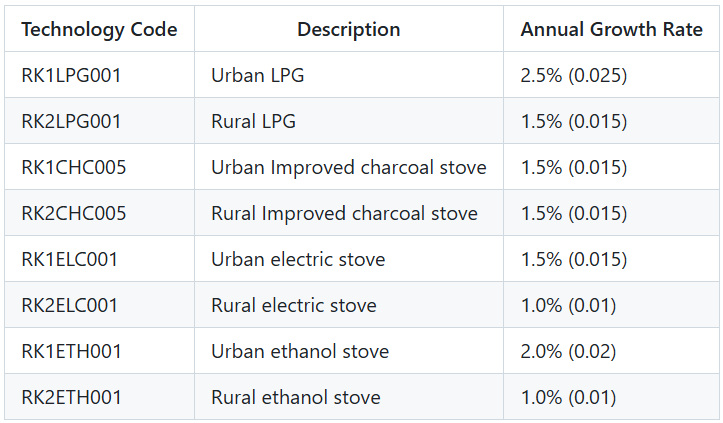 Technology Code Description Annual Growth Rate
RK1LPG001 Urban LPG 2.5% (0.025)
RK2LPG001 Rural LPG 1.5% (0.015)
RK1CHC005 Urban Improved charcoal stove 1.5% (0.015)
RK2CHC005 Rural Improved charcoal stove 1.5% (0.015)
RK1ELC001 Urban electric stove 1.5% (0.015)
RK2ELC001 Rural electric stove 1.0% (0.01)
RK1ETH001 Urban ethanol stove 2.0% (0.02)
RK2ETH001 Rural ethanol stove 1.0% (0.01)